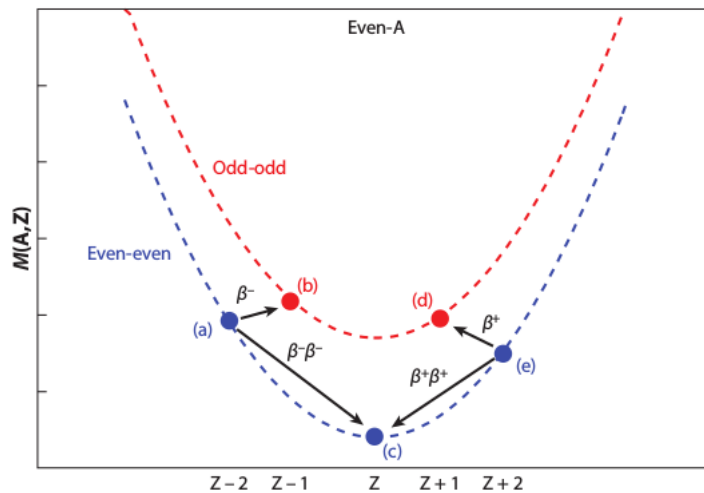 Even-A
Odd-odd
M(A,Z)
Even-even
(b)
(d)
β⁻
β⁺
(a)
β⁻β⁻
(e)
β⁺β⁺
(c)
Z – 2 Z – 1 Z Z + 1 Z + 2